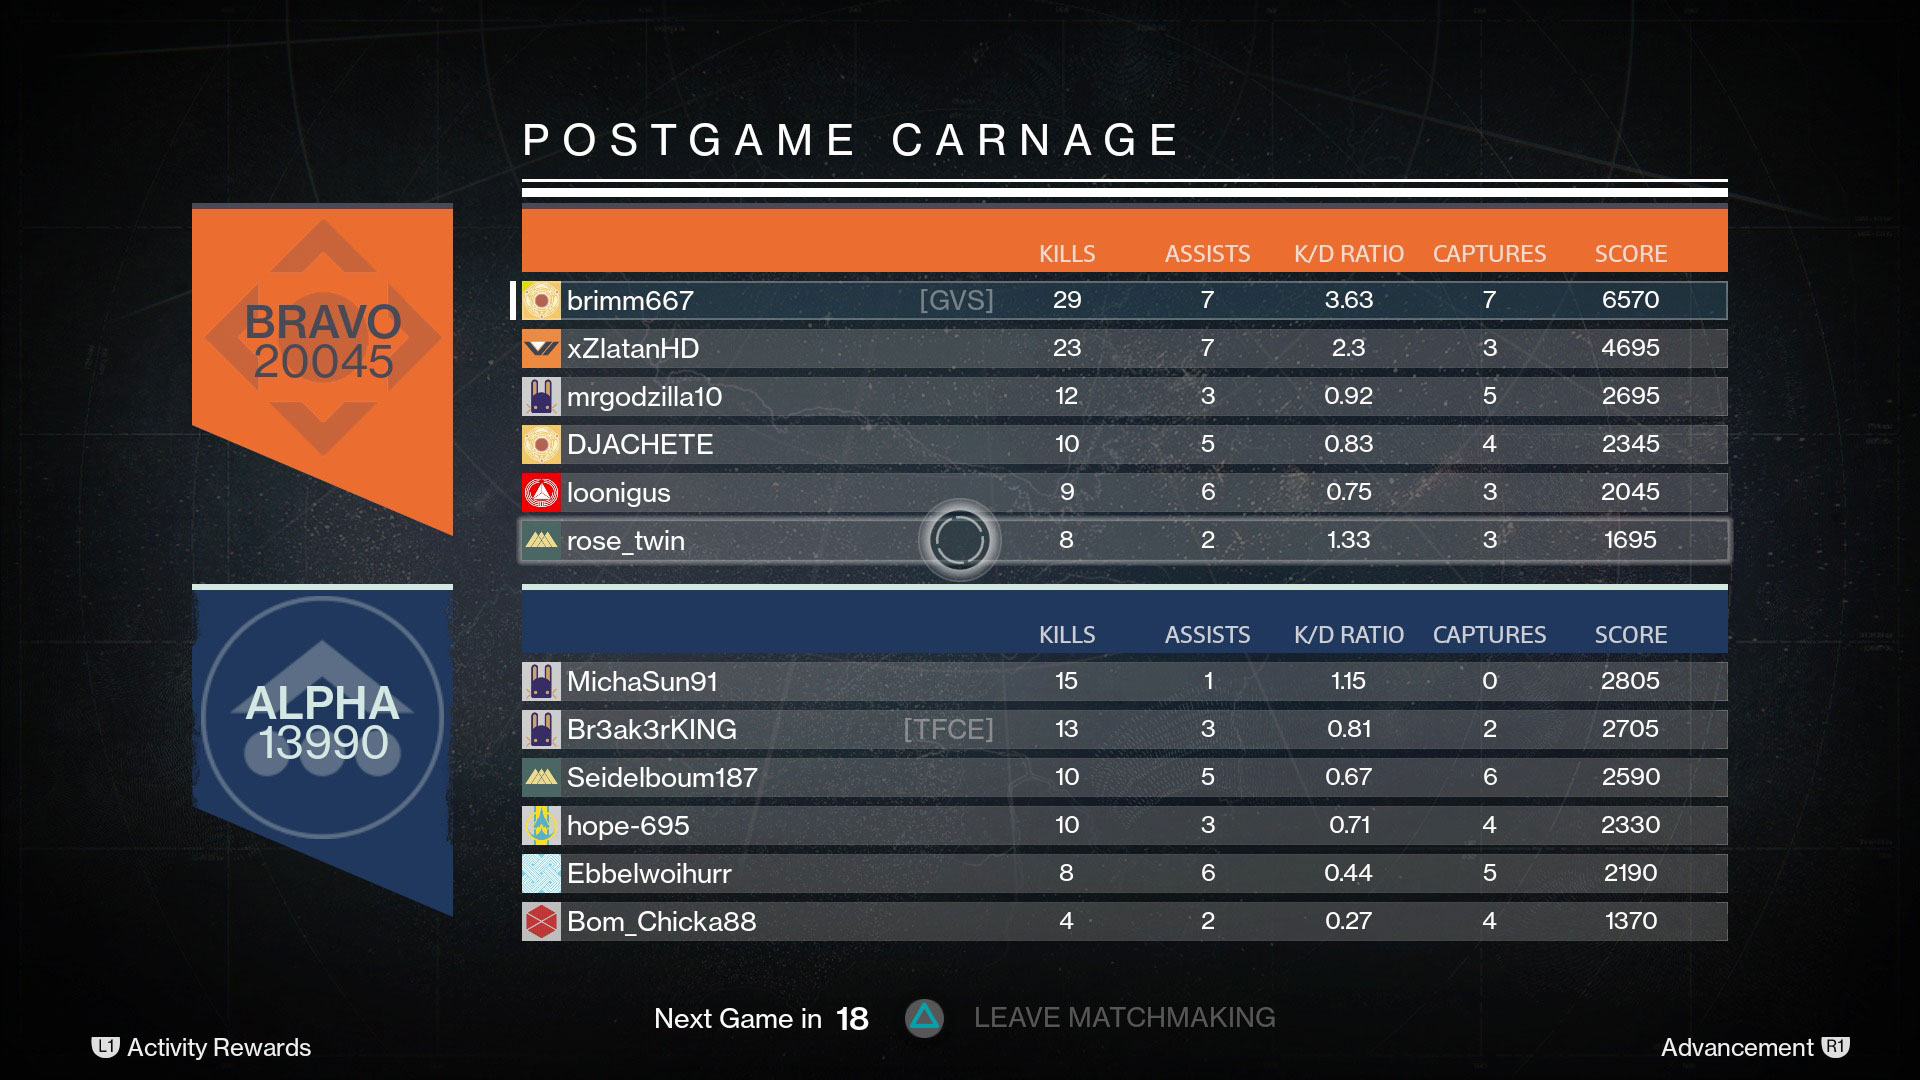 POSTGAME CARNAGE
BRAVO
20045
KILLS ASSISTS K/D RATIO CAPTURES SCORE
brimm667 [GVS] 29 7 3.63 7 6570
xZlatanHD 23 7 2.3 3 4695
mrgodzilla10 12 3 0.92 5 2695
DJACHETE 10 5 0.83 4 2345
loonigus 9 6 0.75 3 2045
rose_twin 8 2 1.33 3 1695
ALPHA
13990
KILLS ASSISTS K/D RATIO CAPTURES SCORE
MichaSun91 15 1 1.15 0 2805
Br3ak3rKING [TFCE] 13 3 0.81 2 2705
Seidelboum187 10 5 0.67 6 2590
hope-695 10 3 0.71 4 2330
Ebbelwoihurr 8 6 0.44 5 2190
Bom_Chicka88 4 2 0.27 4 1370
Next Game in 18 LEAVE MATCHMAKING
L1 Activity Rewards
Advancement R1